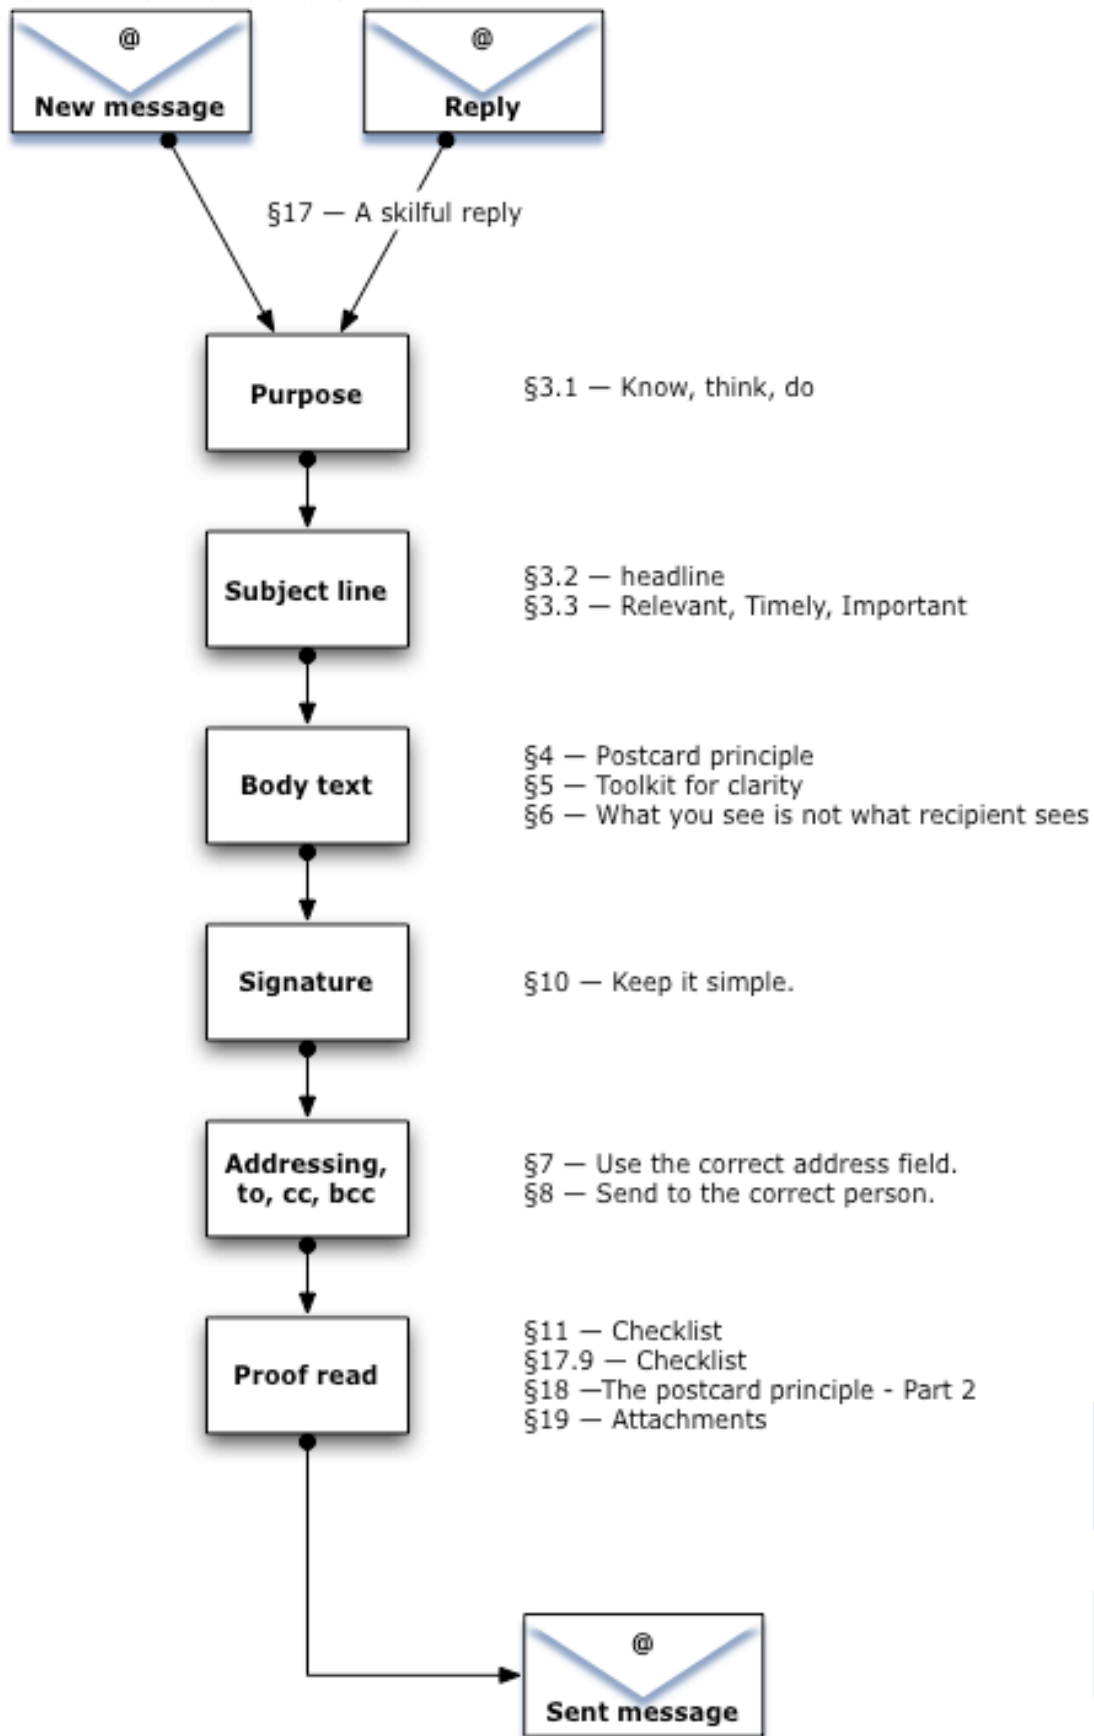 @
New message
@
Reply
§17 — A skilful reply
Purpose
§3.1 — Know, think, do
Subject line
§3.2 — headline
§3.3 — Relevant, Timely, Important
Body text
§4 — Postcard principle
§5 — Toolkit for clarity
§6 — What you see is not what recipient sees
Signature
§10 — Keep it simple.
Addressing,
to, cc, bcc
§7 — Use the correct address field.
§8 — Send to the correct person.
Proof read
§11 — Checklist
§17.9 — Checklist
§18 —The postcard principle - Part 2
§19 — Attachments
@
Sent message